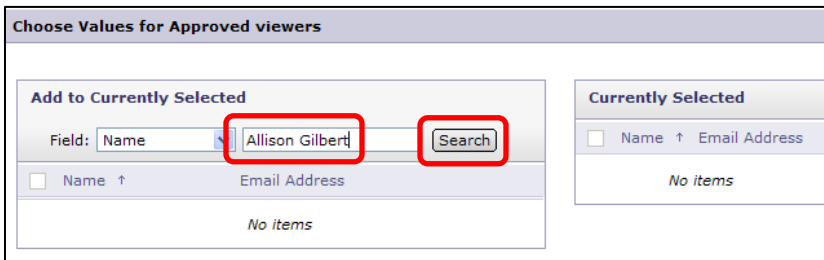 Choose Values for Approved viewers
Add to Currently Selected
Field: Name Allison Gilbert Search
Name ↑ Email Address
No items
Currently Selected
Name ↑ Email Address
No items